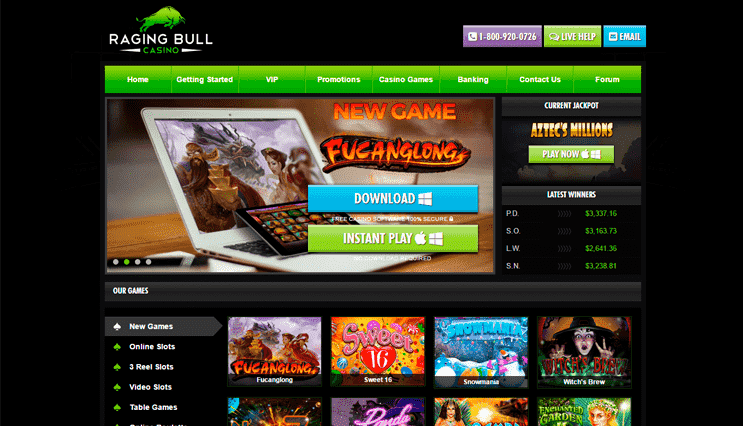 RAGING BULL
CASINO
1-800-920-0726
LIVE HELP
EMAIL
Home
Getting Started
VIP
Promotions
Casino Games
Banking
Contact Us
Forum
NEW GAME
FUCANGLONG
DOWNLOAD
FREE CASINO SOFTWARE 100% SECURE
INSTANT PLAY
NO DOWNLOAD REQUIRED
CURRENT JACKPOT
AZTEC'S MILLIONS
PLAY NOW
LATEST WINNERS
P.D. $3,337.16
S.O. $3,163.73
L.W. $2,641.36
S.N. $3,238.81
OUR GAMES
New Games
Online Slots
3 Reel Slots
Video Slots
Table Games
FUCANGLONG
Fucanglong
Sweet 16
Sweet 16
SNOWMANIA
Snowmania
WITCH'S BREW
Witch's Brew
ENCHANTED
GARDEN